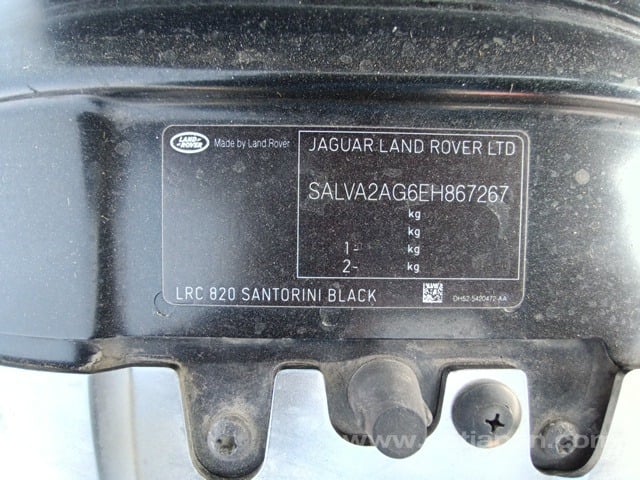 LAND ROVER
Made by Land Rover
JAGUAR LAND ROVER LTD
SALVA2AG6EH867267
kg
kg
1- kg
2- kg
LRC 820 SANTORINI BLACK
DH52-5420472-AA